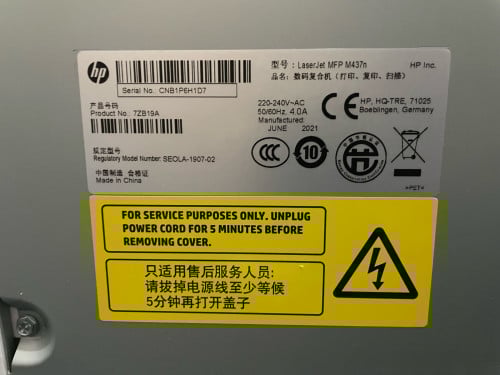 hp
型号：LaserJet MFP M437n
HP Inc.
品名：数码复合机（打印、复印、扫描）
Serial No.: CNB1P6H1D7
产品号码
Product No.: 7ZB19A
220-240V~AC
50/60Hz, 4.0A
Manufactured:
JUNE 2021
CE
HP, HQ-TRE, 71025
Boeblingen, Germany
CCC
10
规定型号
Regulatory Model Number: SEOLA-1907-02
中国制造 合格证
Made in China
>PET<
FOR SERVICE PURPOSES ONLY. UNPLUG
POWER CORD FOR 5 MINUTES BEFORE
REMOVING COVER.
只适用售后服务人员:
请拔掉电源线至少等候
5分钟再打开盖子